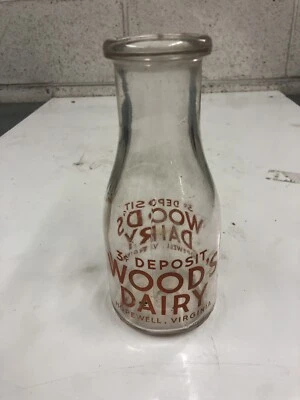 3¢ DEPOSIT
WOOD'S
DAIRY
HOPEWELL, VIRGINIA